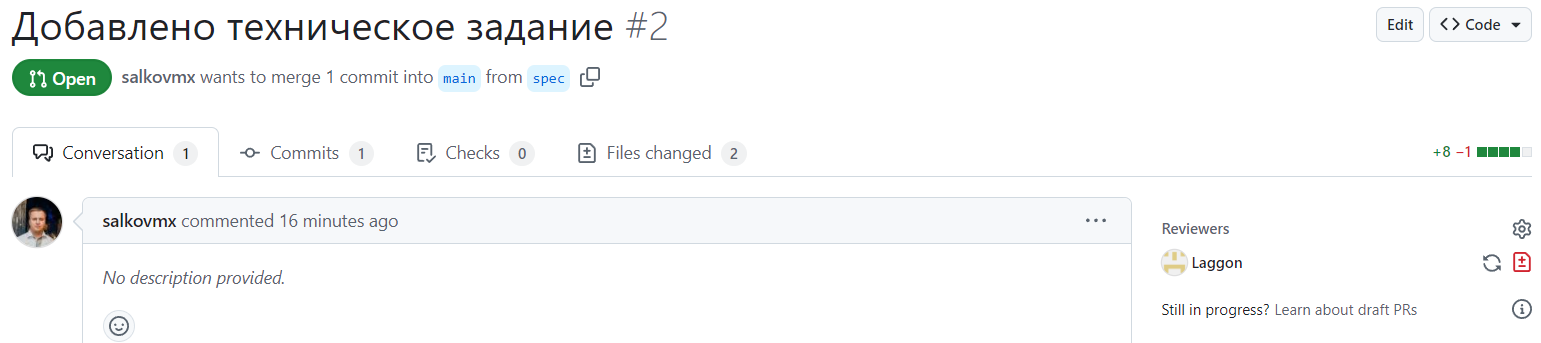 Добавлено техническое задание #2
Edit
Code
Open
salkovmx wants to merge 1 commit into main from spec
Conversation 1
Commits 1
Checks 0
Files changed 2
+8 −1
salkovmx commented 16 minutes ago
No description provided.
Reviewers
Laggon
Still in progress? Learn about draft PRs